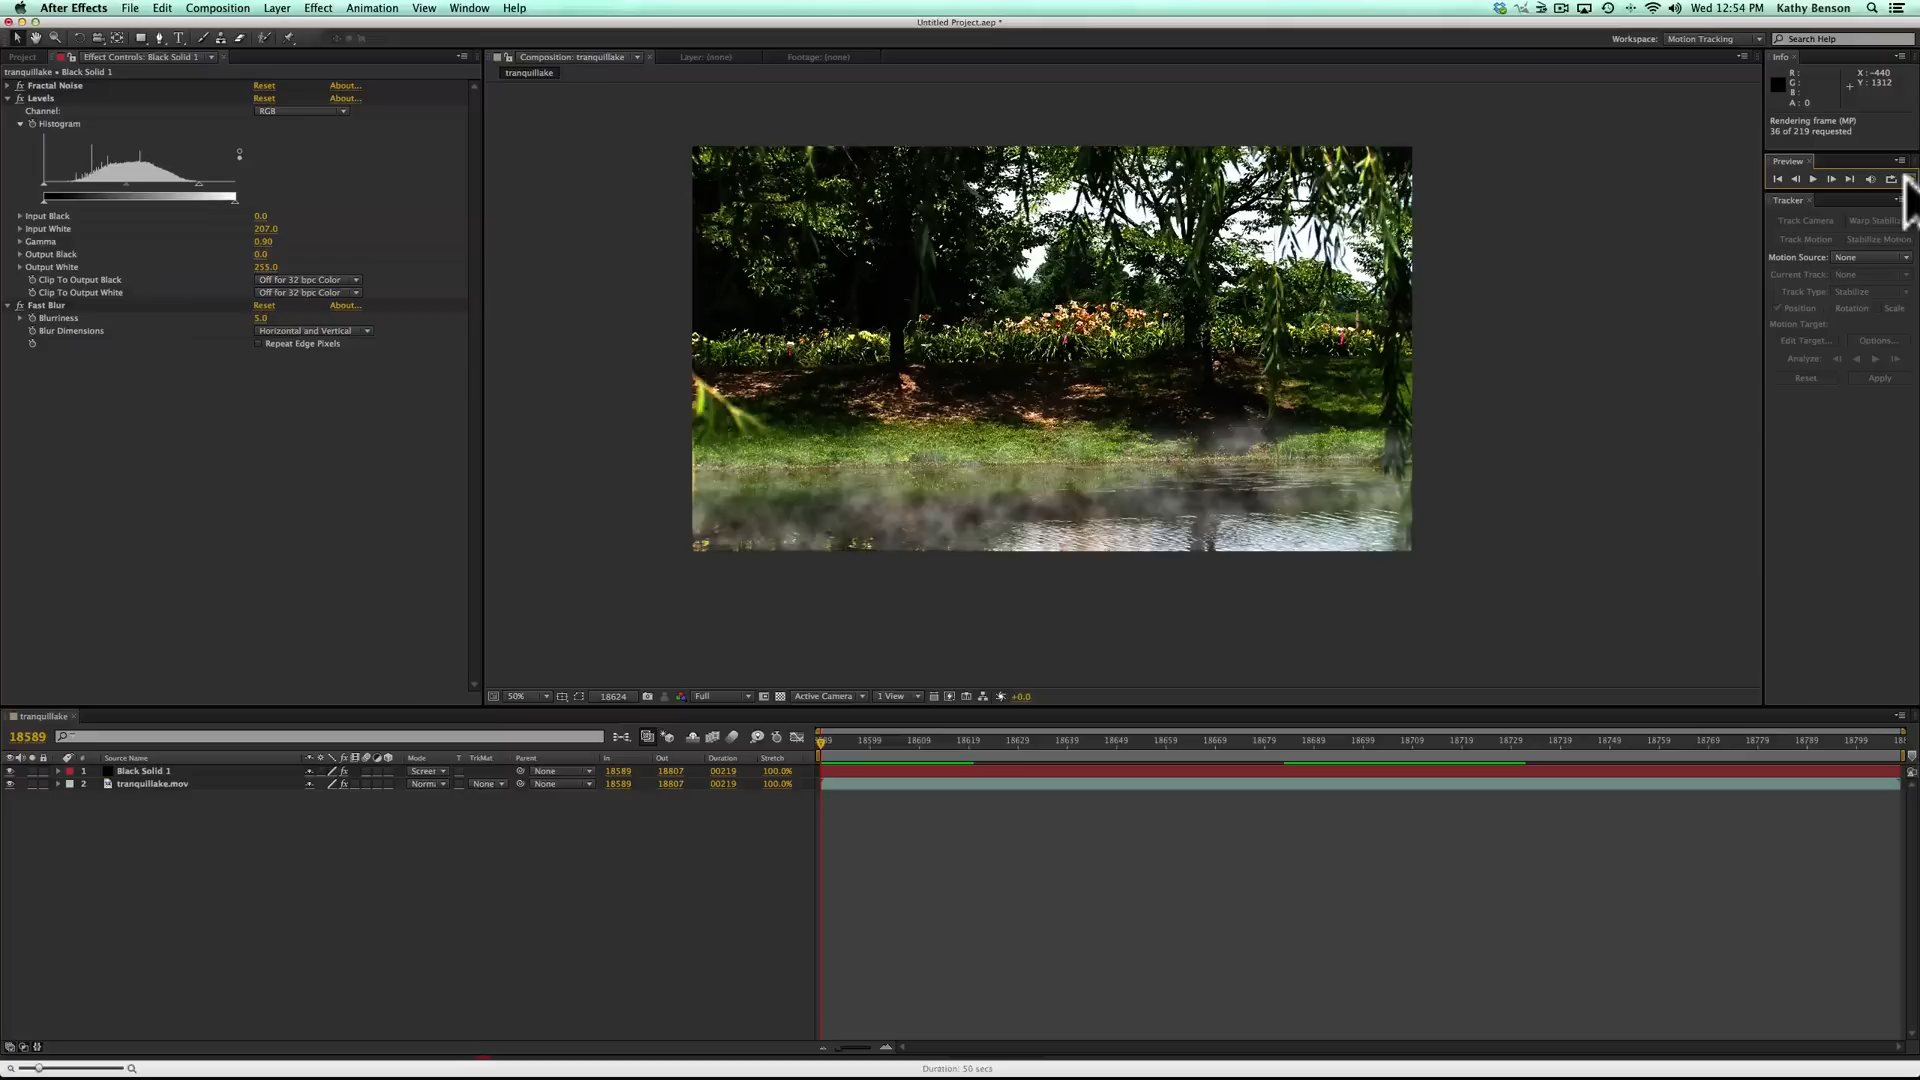 After Effects File Edit Composition Layer Effect Animation View Window Help Wed 12:54 PM Kathy Benson
Untitled Project.aep *
Workspace: Motion Tracking Search Help
Project Effect Controls: Black Solid 1 Composition: tranquillake Layer: (none) Footage: (none) Info
tranquillake • Black Solid 1
tranquillake
Fractal Noise Reset About...
Levels Reset About...
Channel: RGB
Histogram
R:
G:
B:
A: 0
X: -440
Y: 1312
Rendering frame (MP)
36 of 219 requested
Preview
Tracker
Track Camera Warp Stabiliz
Track Motion Stabilize Motion
Motion Source: None
Current Track: None
Track Type: Stabilize
Position Rotation Scale
Motion Target:
Edit Target... Options...
Analyze:
Reset Apply
Input Black 0.0
Input White 207.0
Gamma 0.90
Output Black 0.0
Output White 255.0
Clip To Output Black Off for 32 bpc Color
Clip To Output White Off for 32 bpc Color
Fast Blur Reset About...
Blurriness 5.0
Blur Dimensions Horizontal and Vertical
Repeat Edge Pixels
50% 18624 Full Active Camera 1 View +0.0
tranquillake
18589
89 18599 18609 18619 18629 18639 18649 18659 18669 18679 18689 18699 18709 18719 18729 18739 18749 18759 18779 18789 18799 188
# Source Name Mode T TrkMat Parent In Out Duration Stretch
1 Black Solid 1 Screer None 18589 18807 00219 100.0%
2 tranquillake.mov Norm None None 18589 18807 00219 100.0%
Duration: 50 secs